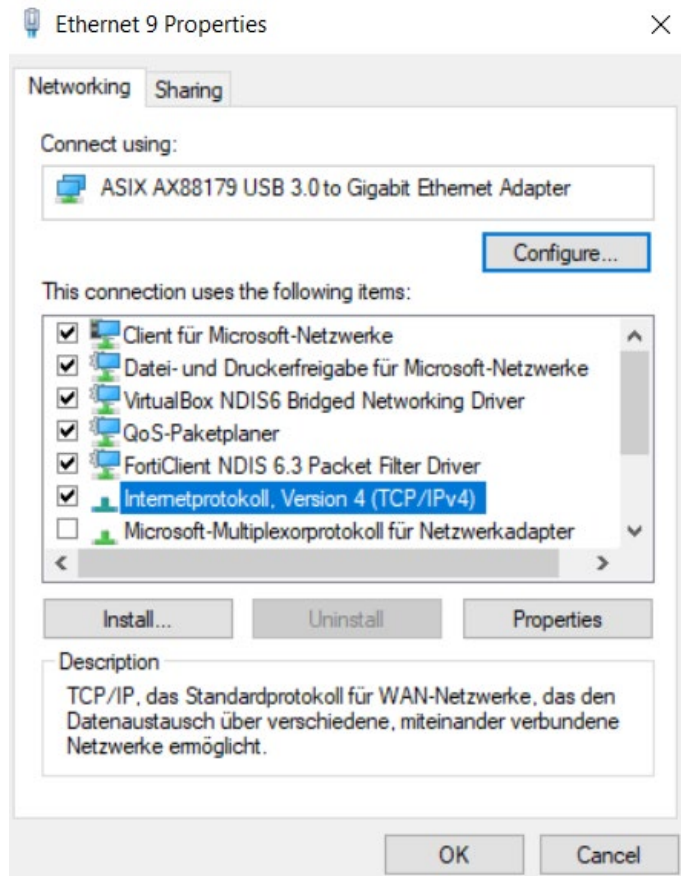 Ethernet 9 Properties
Networking
Sharing
Connect using:
ASIX AX88179 USB 3.0 to Gigabit Ethernet Adapter
Configure...
This connection uses the following items:
Client für Microsoft-Netzwerke
Datei- und Druckerfreigabe für Microsoft-Netzwerke
VirtualBox NDIS6 Bridged Networking Driver
QoS-Paketplaner
FortiClient NDIS 6.3 Packet Filter Driver
Internetprotokoll, Version 4 (TCP/IPv4)
Microsoft-Multiplexorprotokoll für Netzwerkadapter
Install...
Uninstall
Properties
Description
TCP/IP, das Standardprotokoll für WAN-Netzwerke, das den
Datenaustausch über verschiedene, miteinander verbundene
Netzwerke ermöglicht.
OK
Cancel